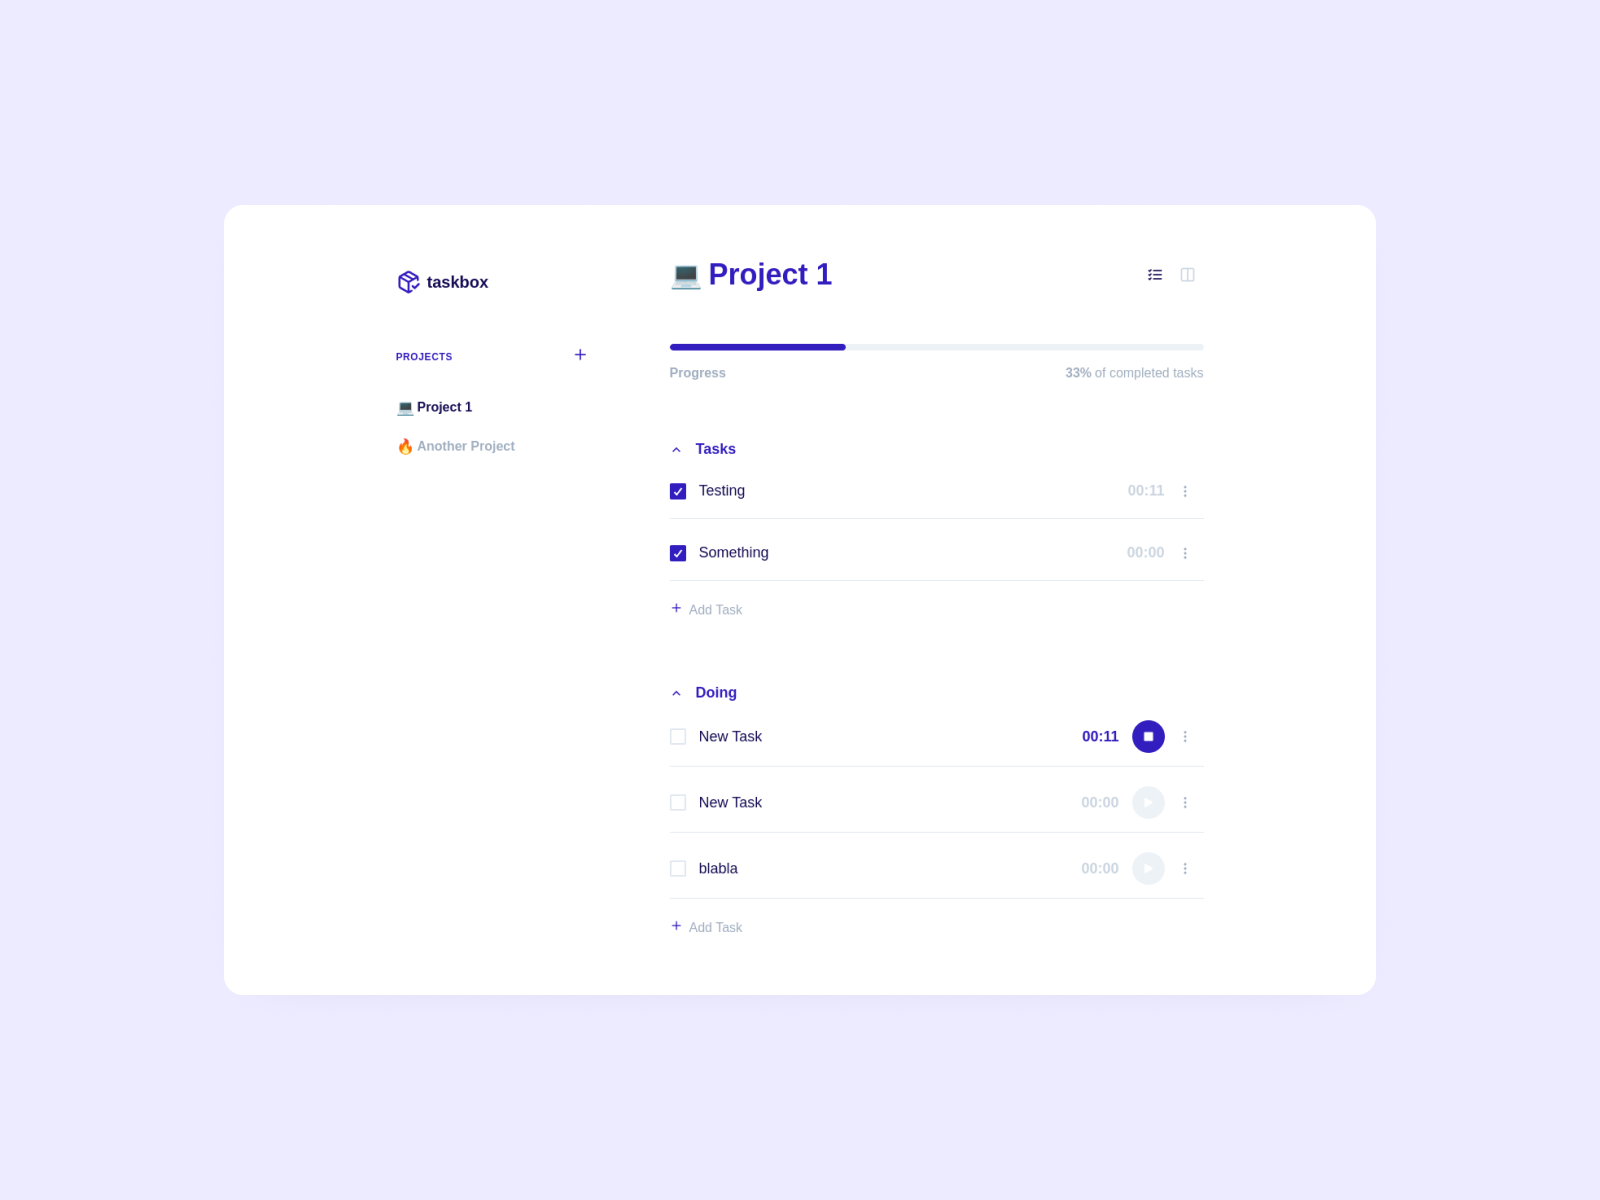 taskbox
PROJECTS
💻 Project 1
🔥 Another Project
💻 Project 1
Progress
33% of completed tasks
Tasks
Testing 00:11
Something 00:00
Add Task
Doing
New Task 00:11
New Task 00:00
blabla 00:00
Add Task